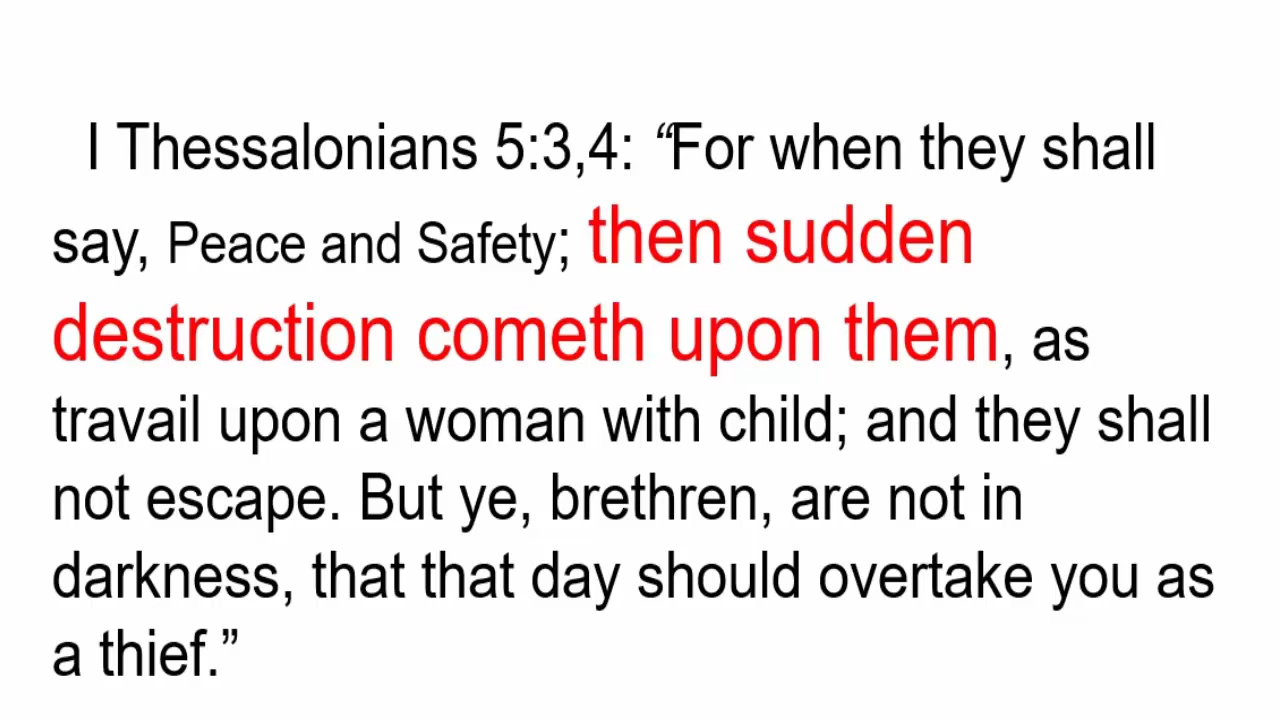 I Thessalonians 5:3,4: “For when they shall
say, Peace and Safety; then sudden
destruction cometh upon them, as
travail upon a woman with child; and they shall
not escape. But ye, brethren, are not in
darkness, that that day should overtake you as
a thief.”